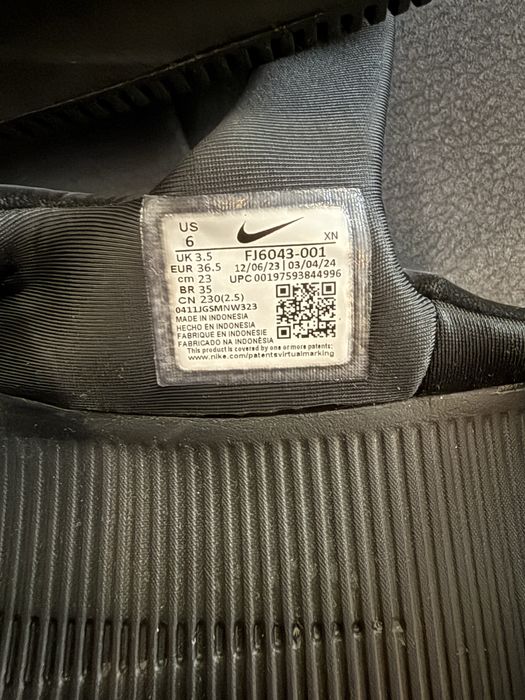 US
6
XN
UK 3.5 FJ6043-001
EUR 36.5 12/06/23 | 03/04/24
cm 23 UPC 00197593844996
BR 35
CN 230(2.5)
0411JGSMNW323
MADE IN INDONESIA
HECHO EN INDONESIA
FABRIQUE EN INDONESIE
FABRICADO NA INDONÉSIA
This product is covered by one or more patents:
www.nike.com/patentsvirtualmarking